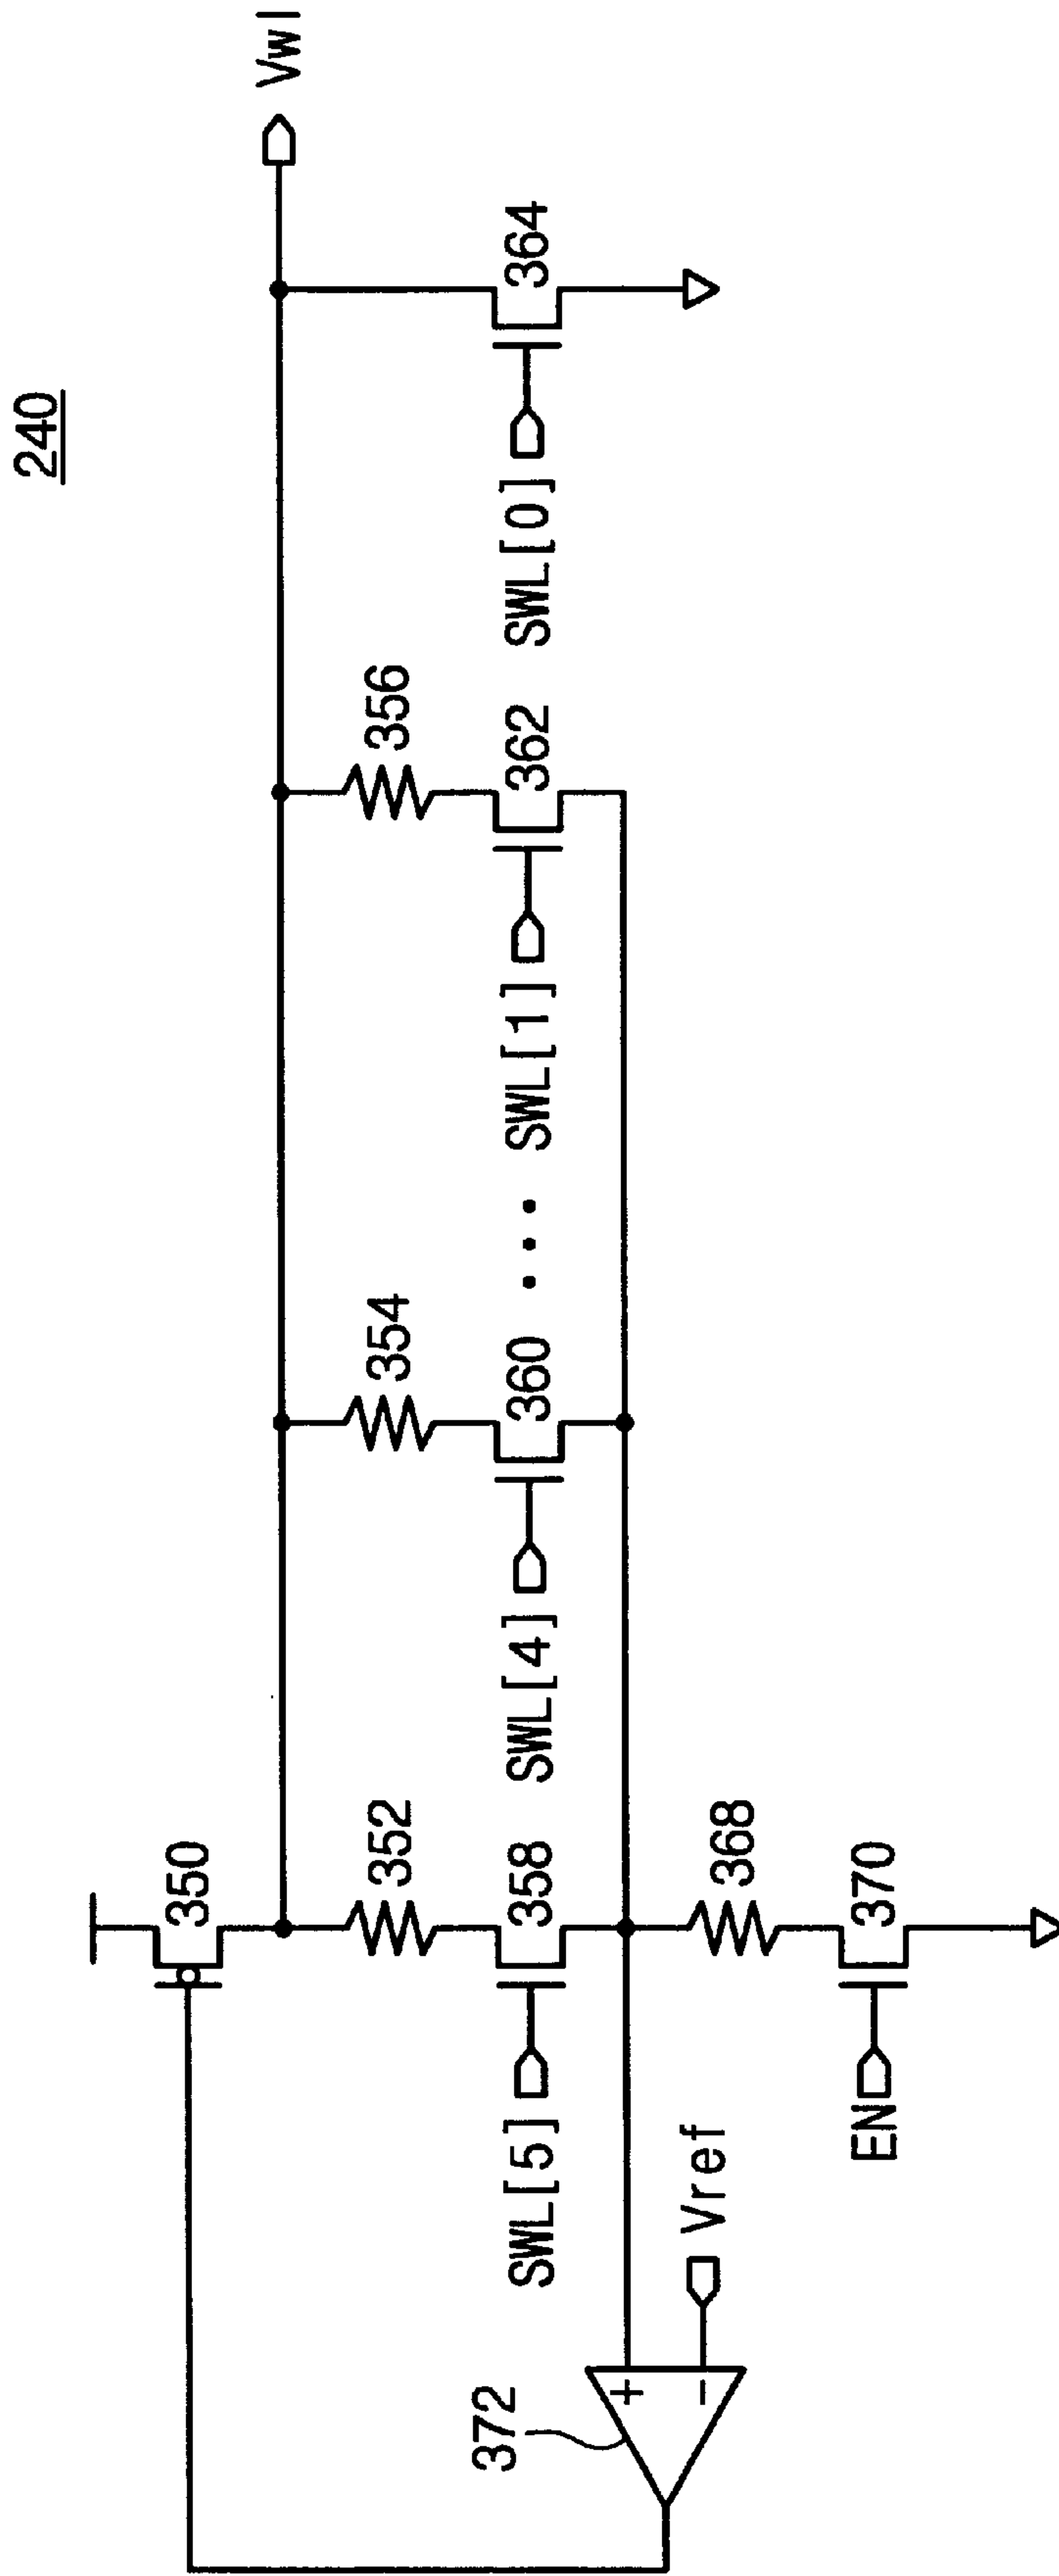 240
Vwl
350
352
354
356
SWL[5]
358
SWL[4]
360
...
SWL[1]
362
SWL[0]
364
372
+
-
Vref
368
EN
370